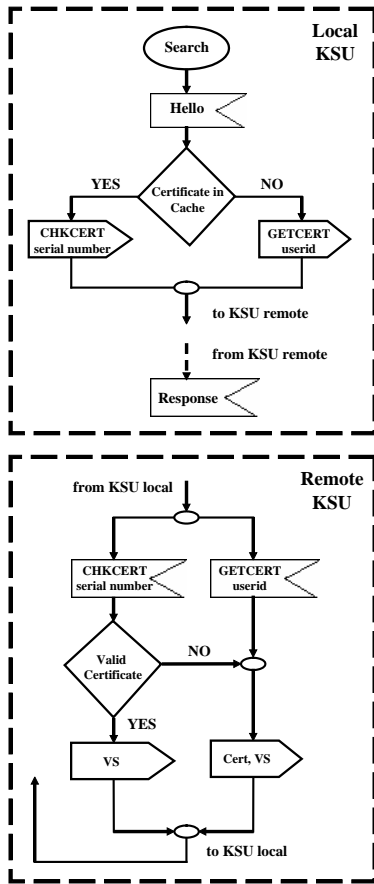 Local
KSU
Search
Hello
YES
Certificate in
Cache
NO
CHKCERT
serial number
GETCERT
userid
to KSU remote
from KSU remote
Response
Remote
KSU
from KSU local
CHKCERT
serial number
GETCERT
userid
Valid
Certificate
NO
YES
VS
Cert, VS
to KSU local